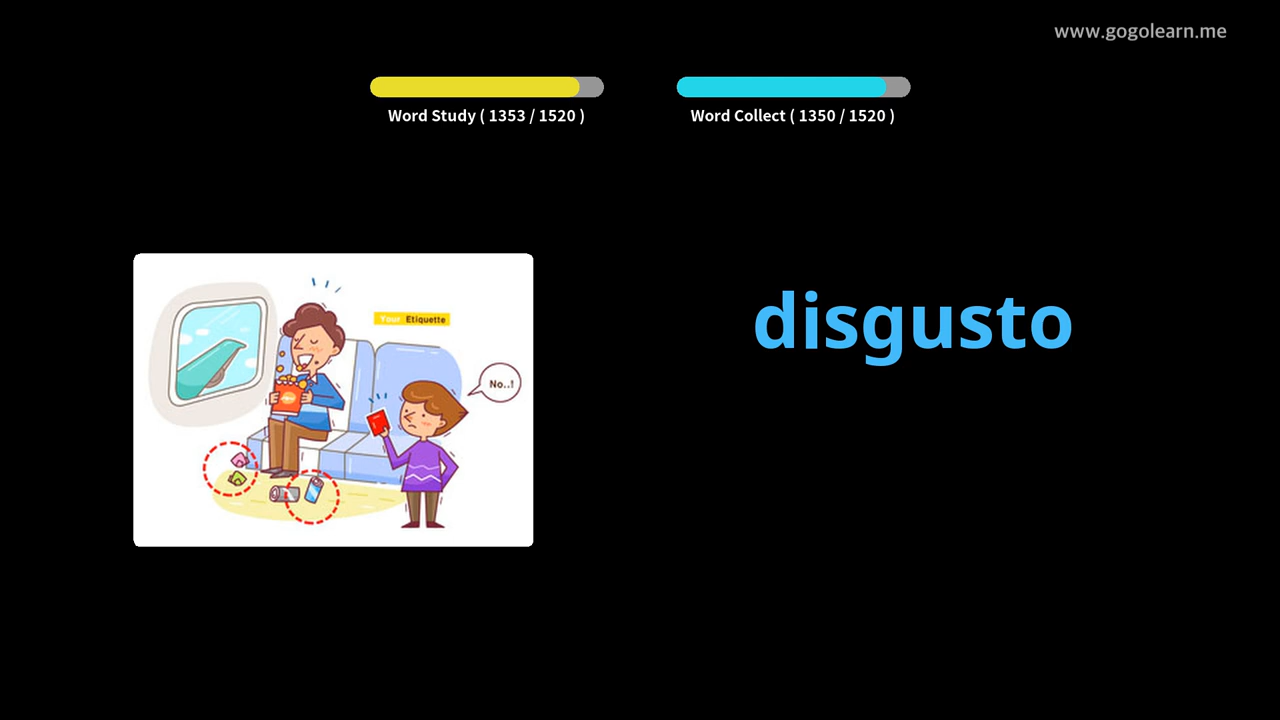 www.gogolearn.me
Word Study ( 1353 / 1520 )
Word Collect ( 1350 / 1520 )
Your Etiquette
No..!
disgusto